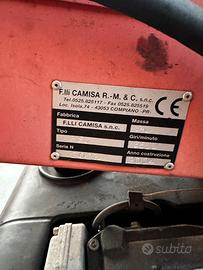 F.lli CAMISA R.-M. & C. s.n.c.
Tel.0525.825117 - Fax 0525.825519
Loc. Isola,74 - 43053 COMPIANO (PR)
CE
Fabbrica
Massa
F.LLI CAMISA s.n.c.
Tipo
Giri/minuto
Serie N
Anno costruzione
subito